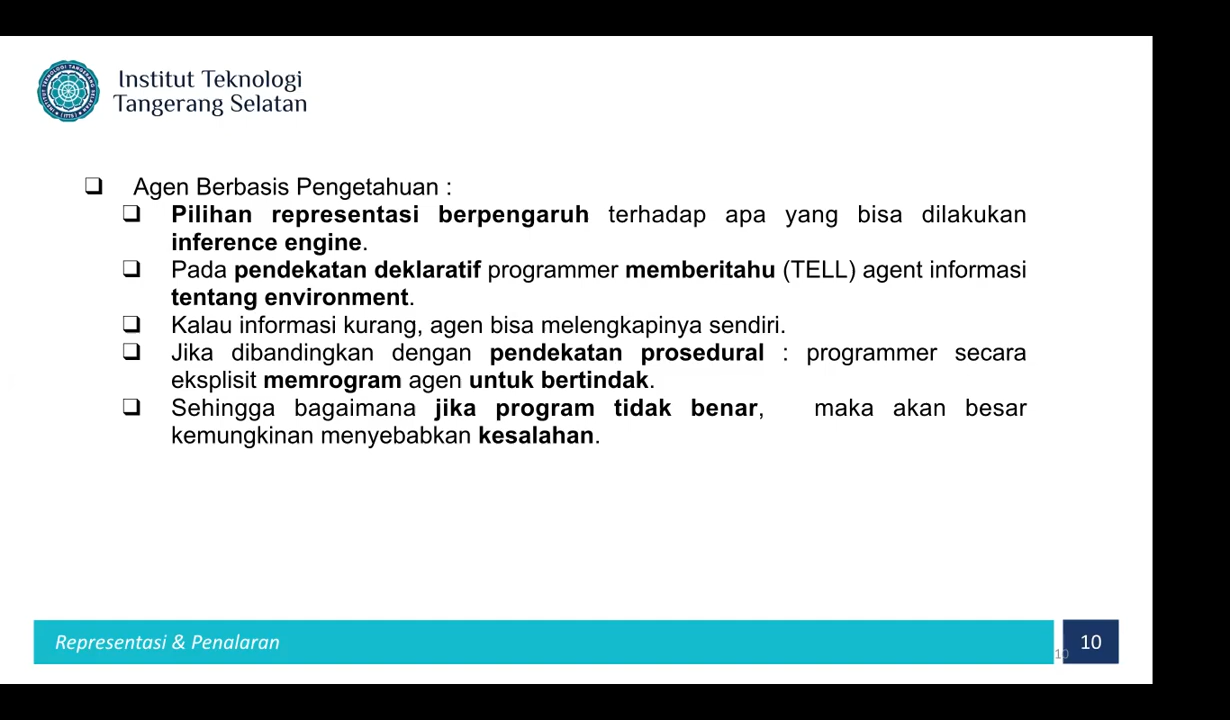 Institut Teknologi
Tangerang Selatan
❑ Agen Berbasis Pengetahuan :
❑ Pilihan representasi berpengaruh terhadap apa yang bisa dilakukan
inference engine.
❑ Pada pendekatan deklaratif programmer memberitahu (TELL) agent informasi
tentang environment.
❑ Kalau informasi kurang, agen bisa melengkapinya sendiri.
❑ Jika dibandingkan dengan pendekatan prosedural : programmer secara
eksplisit memrogram agen untuk bertindak.
❑ Sehingga bagaimana jika program tidak benar, maka akan besar
kemungkinan menyebabkan kesalahan.
Representasi & Penalaran
10
10